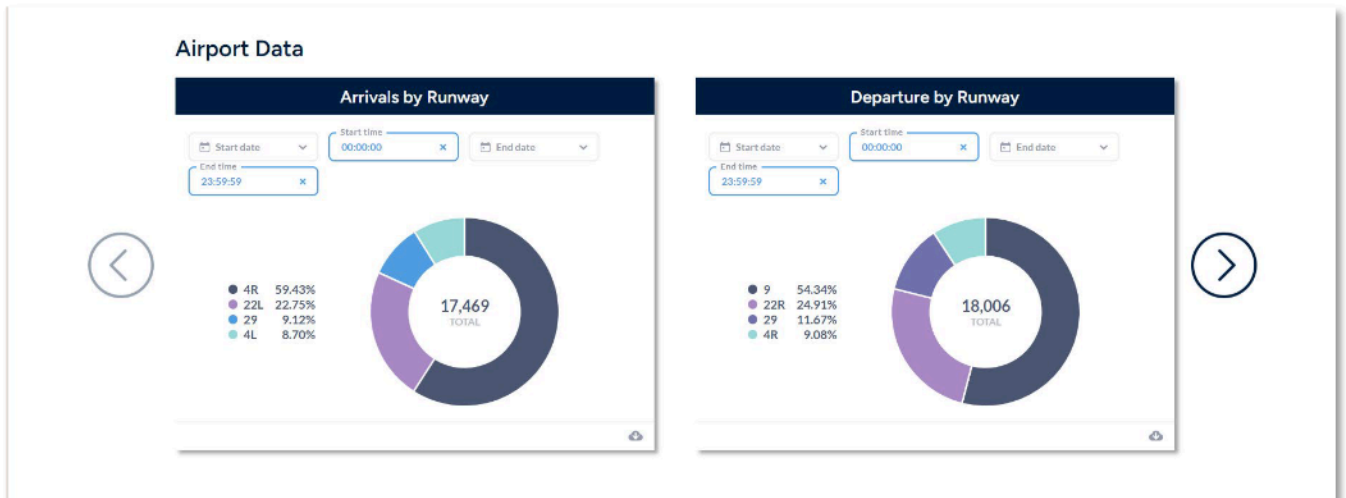 Airport Data
Arrivals by Runway
Start date
Start time
00:00:00
End date
End time
23:59:59
4R 59.43%
22L 22.75%
29 9.12%
4L 8.70%
17,469
TOTAL
Departure by Runway
Start date
Start time
00:00:00
End date
End time
23:59:59
9 54.34%
22R 24.91%
29 11.67%
4R 9.08%
18,006
TOTAL